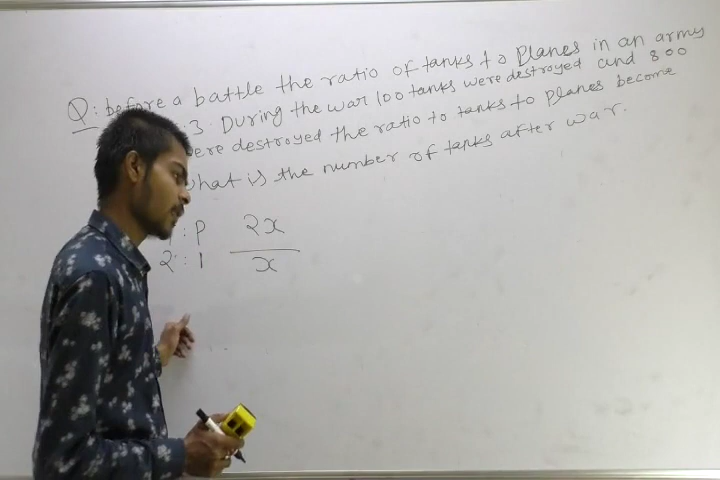 Q: before a battle the ratio of tanks to planes in an army
:3. During the war 100 tanks were destroyed and 800
ere destroyed the ratio to tanks to planes become
hat is the number of tanks after war.
: P 2x
2 : 1 x